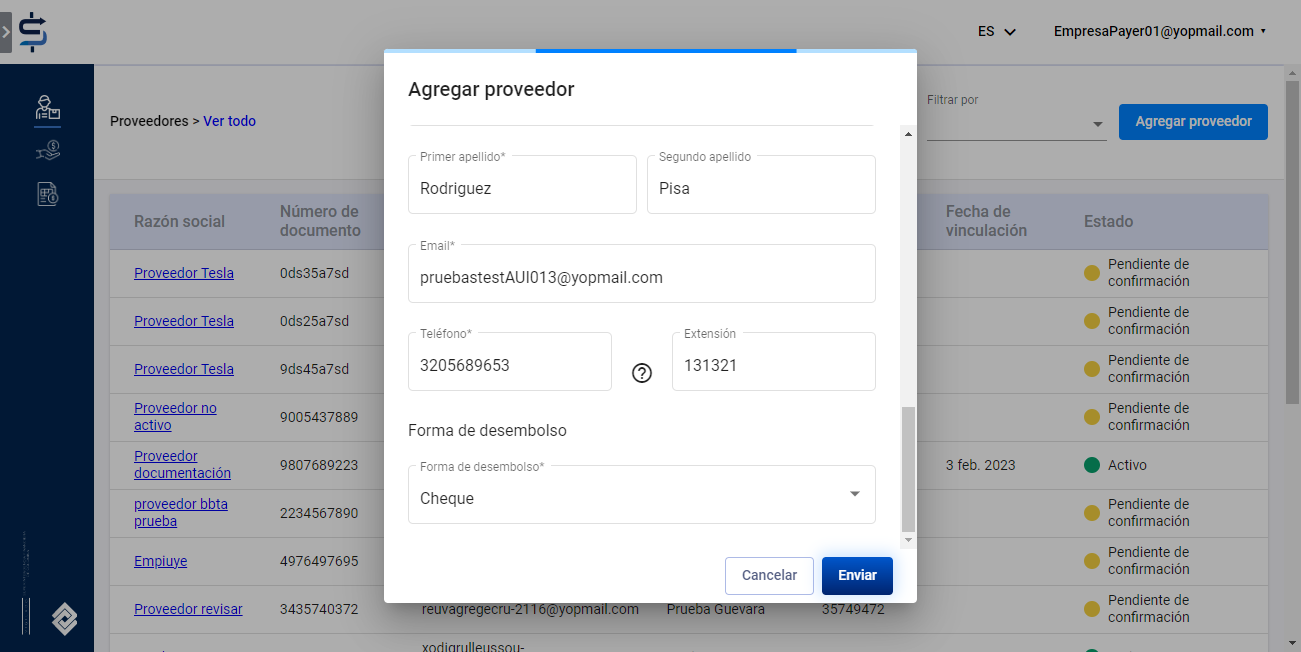 ES
EmpresaPayer01@yopmail.com
Proveedores > Ver todo
Filtrar por
Agregar proveedor
Agregar proveedor
Primer apellido*
Rodriguez
Segundo apellido
Pisa
Email*
pruebastestAUI013@yopmail.com
Teléfono*
3205689653
Extensión
131321
Forma de desembolso
Forma de desembolso*
Cheque
Cancelar
Enviar
Razón social
Número de
documento
Fecha de
vinculación
Estado
Proveedor Tesla
0ds35a7sd
Pendiente de
confirmación
Proveedor Tesla
0ds25a7sd
Pendiente de
confirmación
Proveedor Tesla
9ds45a7sd
Pendiente de
confirmación
Proveedor no
activo
9005437889
Pendiente de
confirmación
Proveedor
documentación
9807689223
3 feb. 2023
Activo
proveedor bbta
prueba
2234567890
Pendiente de
confirmación
Empiuye
4976497695
Pendiente de
confirmación
Proveedor revisar
3435740372
reuvagregecru-2116@yopmail.com
Prueba Guevara
35749472
Pendiente de
confirmación
xodigrulleussou-